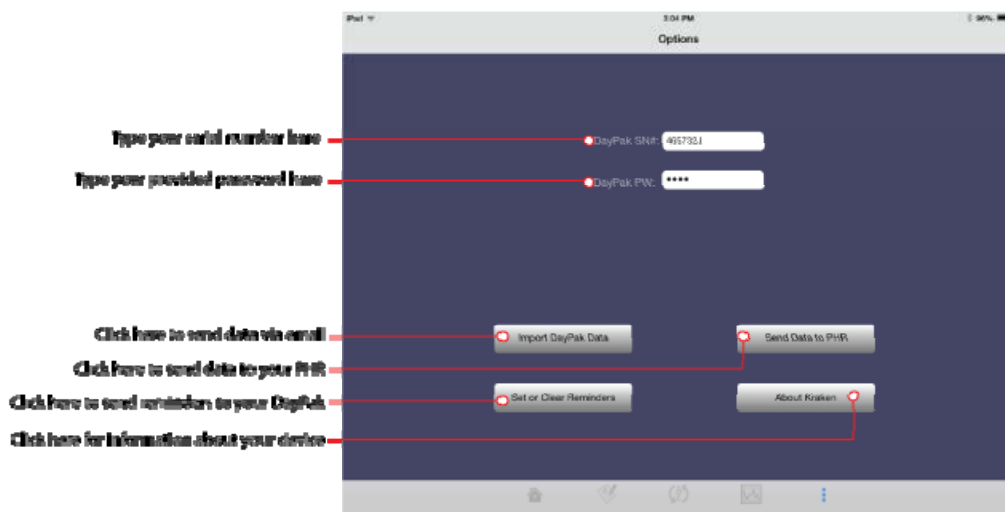 iPad 2:04 PM 96%
Options
Type your serial number here
DayPak SN#: 4657321
Type your provided password here
DayPak PW: ••••
Click here to send data via email
Import DayPak Data
Send Data to PHR
Click here to send data to your PHR
Click here to send reminders to your DayPak
Set or Clear Reminders
About Kraken
Click here for information about your device